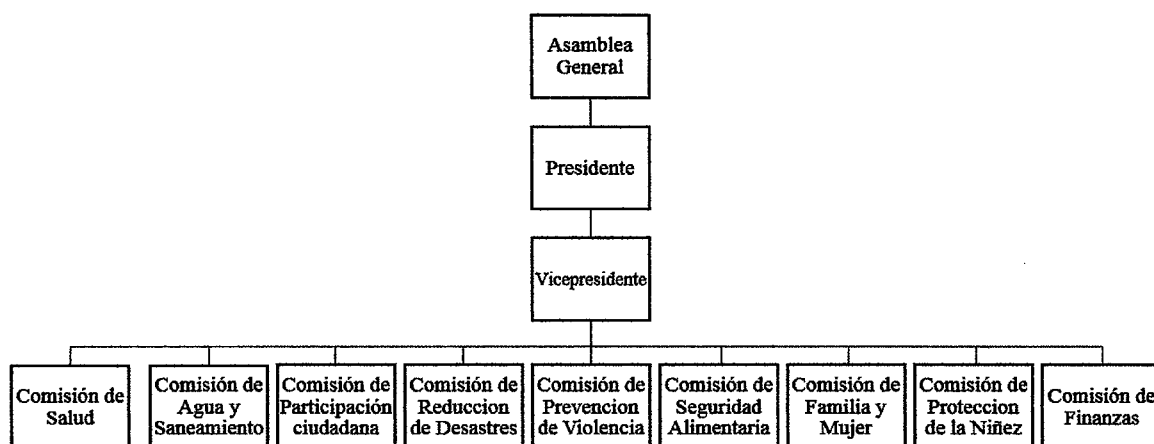 Asamblea
General
Presidente
Vicepresidente
Comisión de
Salud
Comisión de
Agua y
Saneamiento
Comisión de
Participación
ciudadana
Comisión de
Reduccion
de Desastres
Comisión de
Prevencion
de Violencia
Comisión de
Seguridad
Alimentaria
Comisión de
Familia y
Mujer
Comisión de
Proteccion
de la Niñez
Comisión de
Finanzas